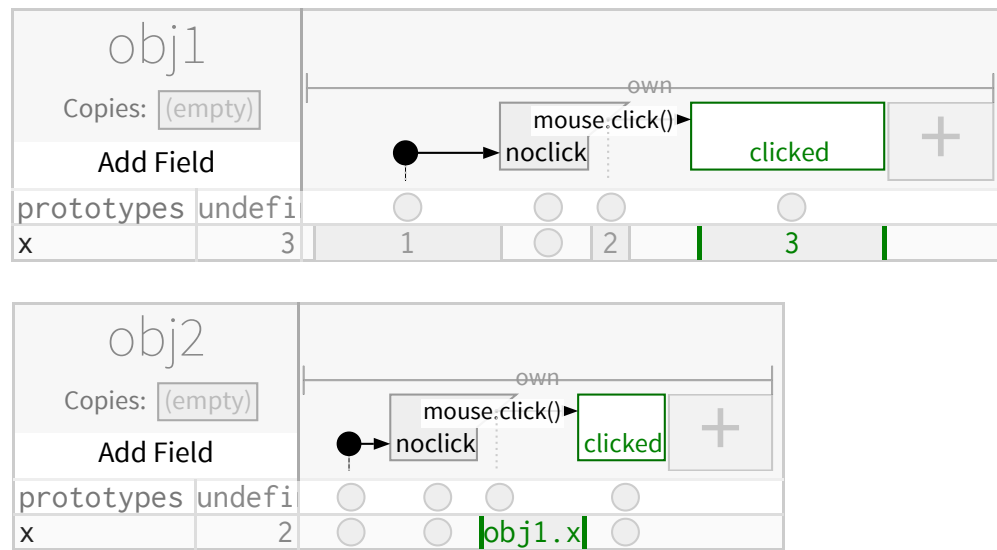 obj1
own
Copies: (empty)
mouse.click()
+
noclick
clicked
Add Field
prototypes undefi
x 3 1 2 3
obj2
own
Copies: (empty)
mouse.click()
+
noclick
clicked
Add Field
prototypes undefi
x 2 obj1.x